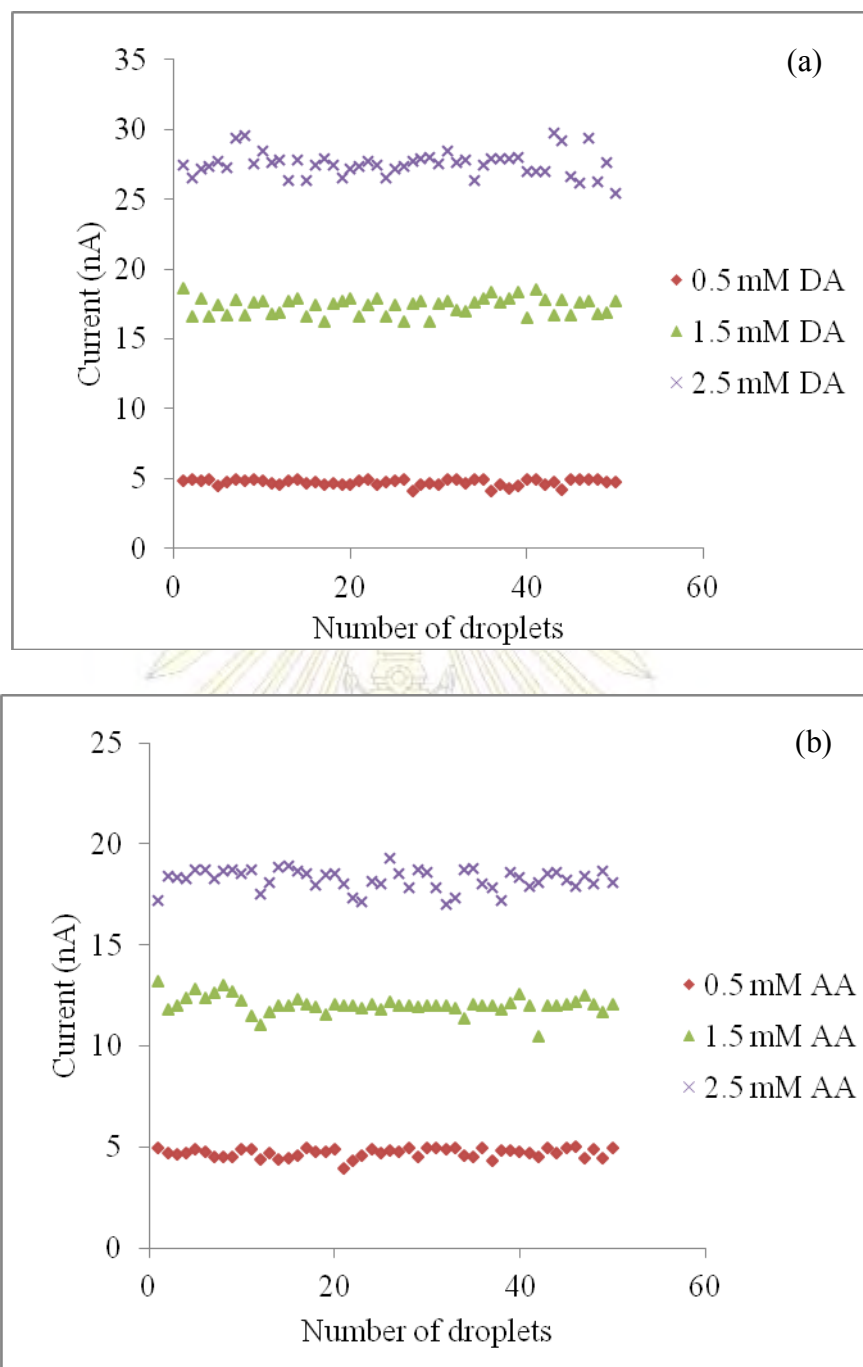 (a)
35
30
25
20
15
10
5
0
Current (nA)
0 20 40 60
Number of droplets
0.5 mM DA
1.5 mM DA
2.5 mM DA
(b)
25
20
15
10
5
0
Current (nA)
0 20 40 60
Number of droplets
0.5 mM AA
1.5 mM AA
2.5 mM AA